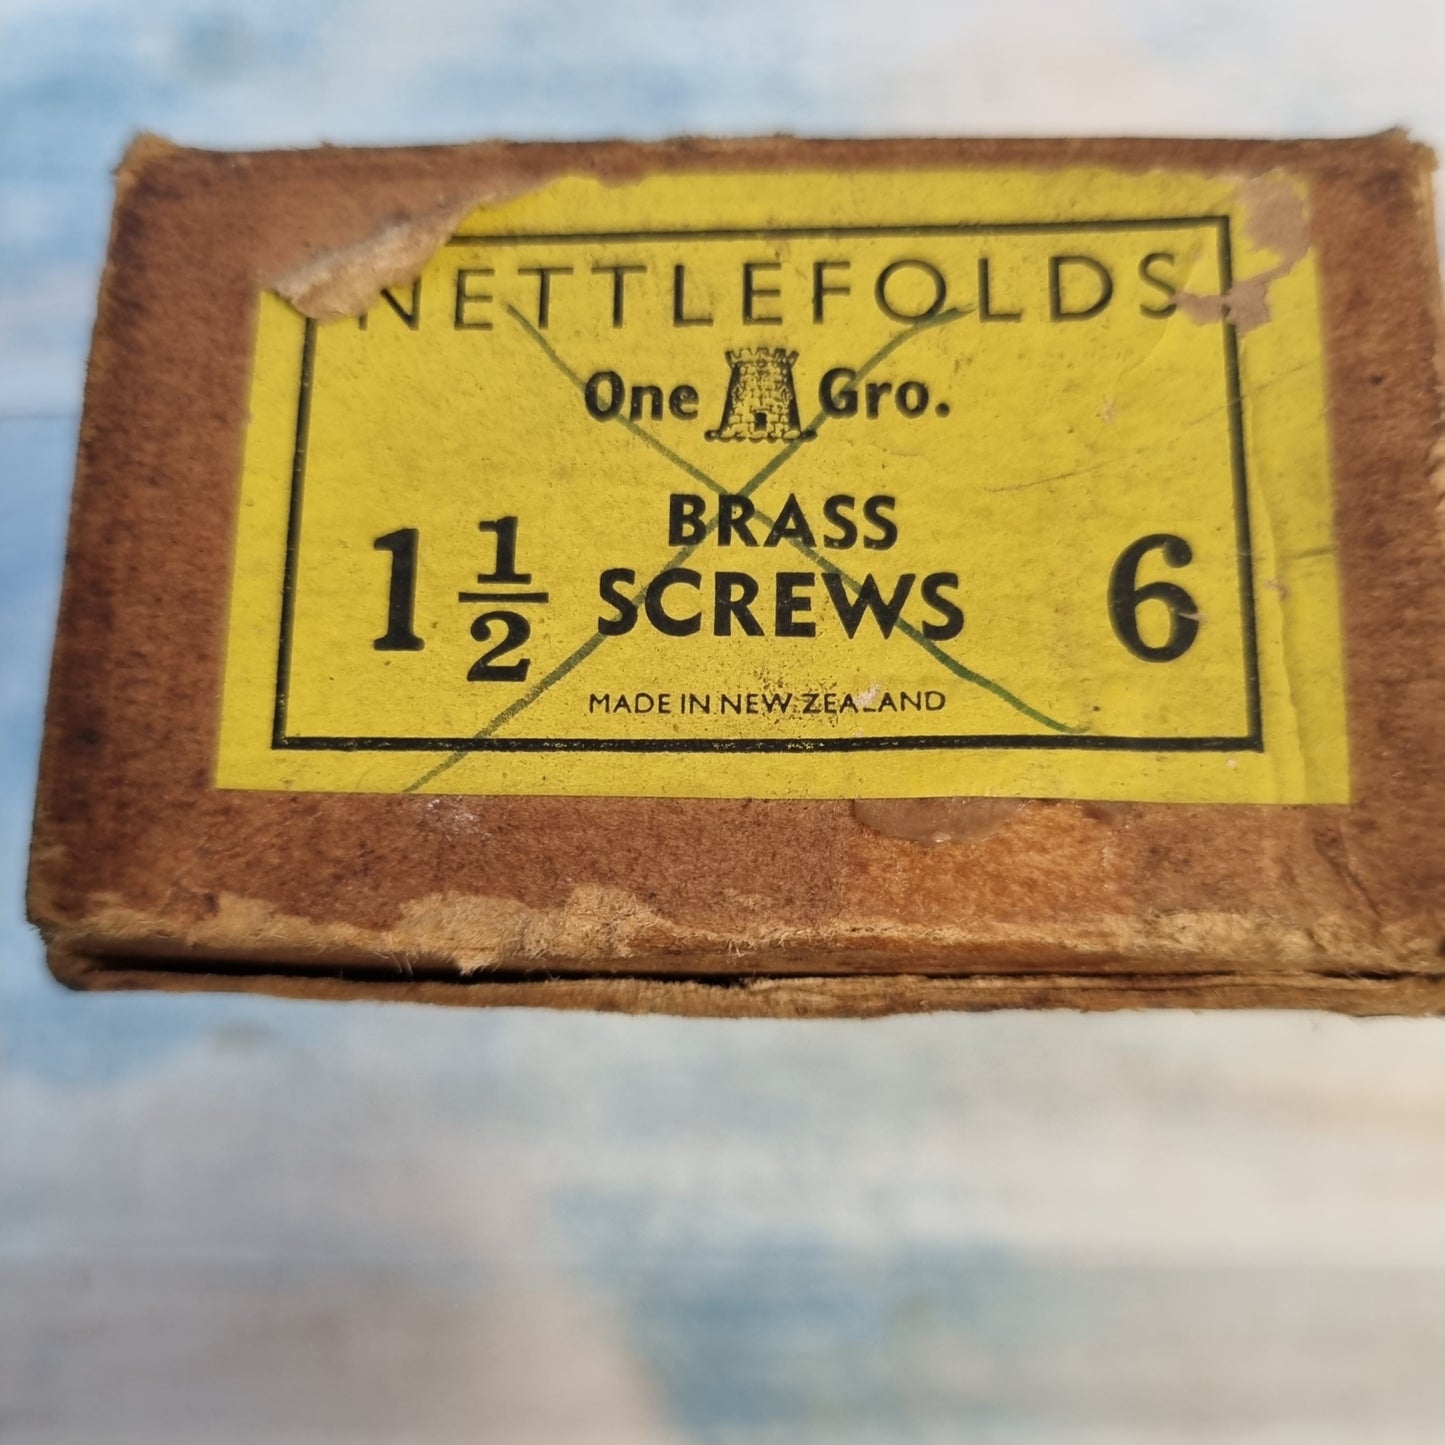 NETTLEFOLDS
One Gro.
BRASS
1 1/2 SCREWS 6
MADE IN NEW ZEALAND